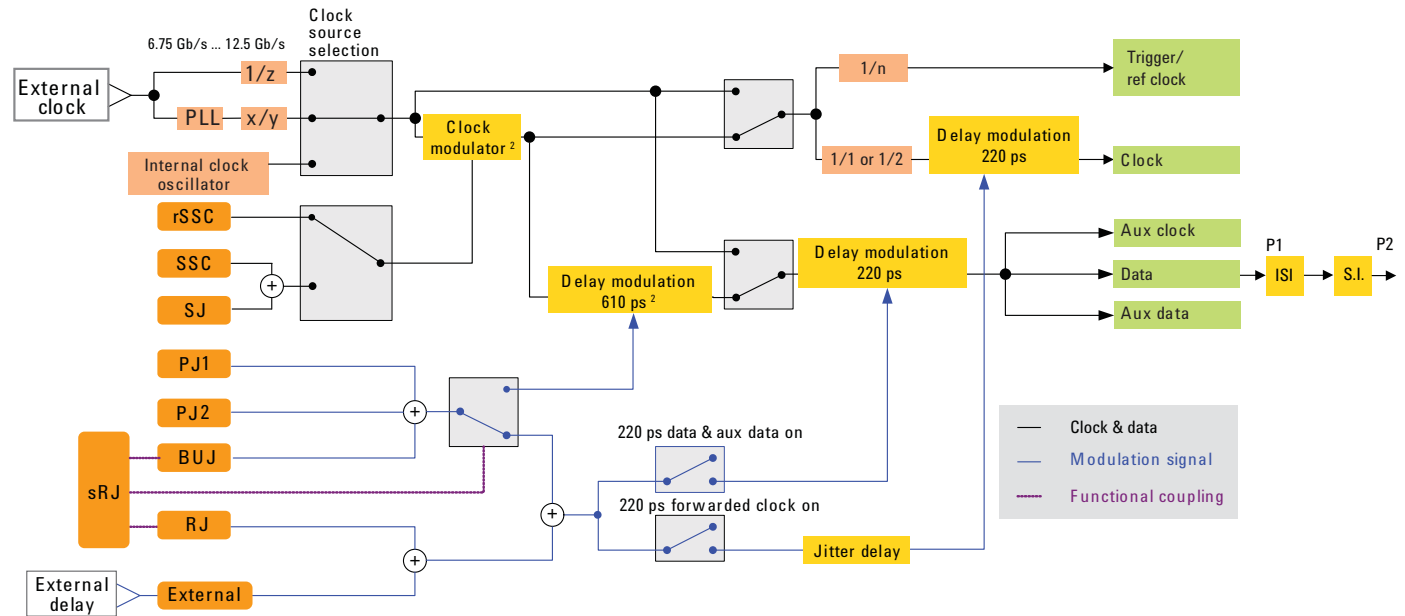 6.75 Gb/s ... 12.5 Gb/s
Clock
source
selection
External
clock
1/z
PLL
x/y
Internal clock
oscillator
Clock
modulator 2
1/n
Trigger/
ref clock
1/1 or 1/2
Delay modulation
220 ps
Clock
rSSC
SSC
+
SJ
Delay modulation
610 ps 2
Delay modulation
220 ps
Aux clock
Data
Aux data
P1
ISI
S.I.
P2
PJ1
PJ2
+
BUJ
sRJ
RJ
+
+
External
delay
External
220 ps data & aux data on
220 ps forwarded clock on
Jitter delay
Clock & data
Modulation signal
Functional coupling